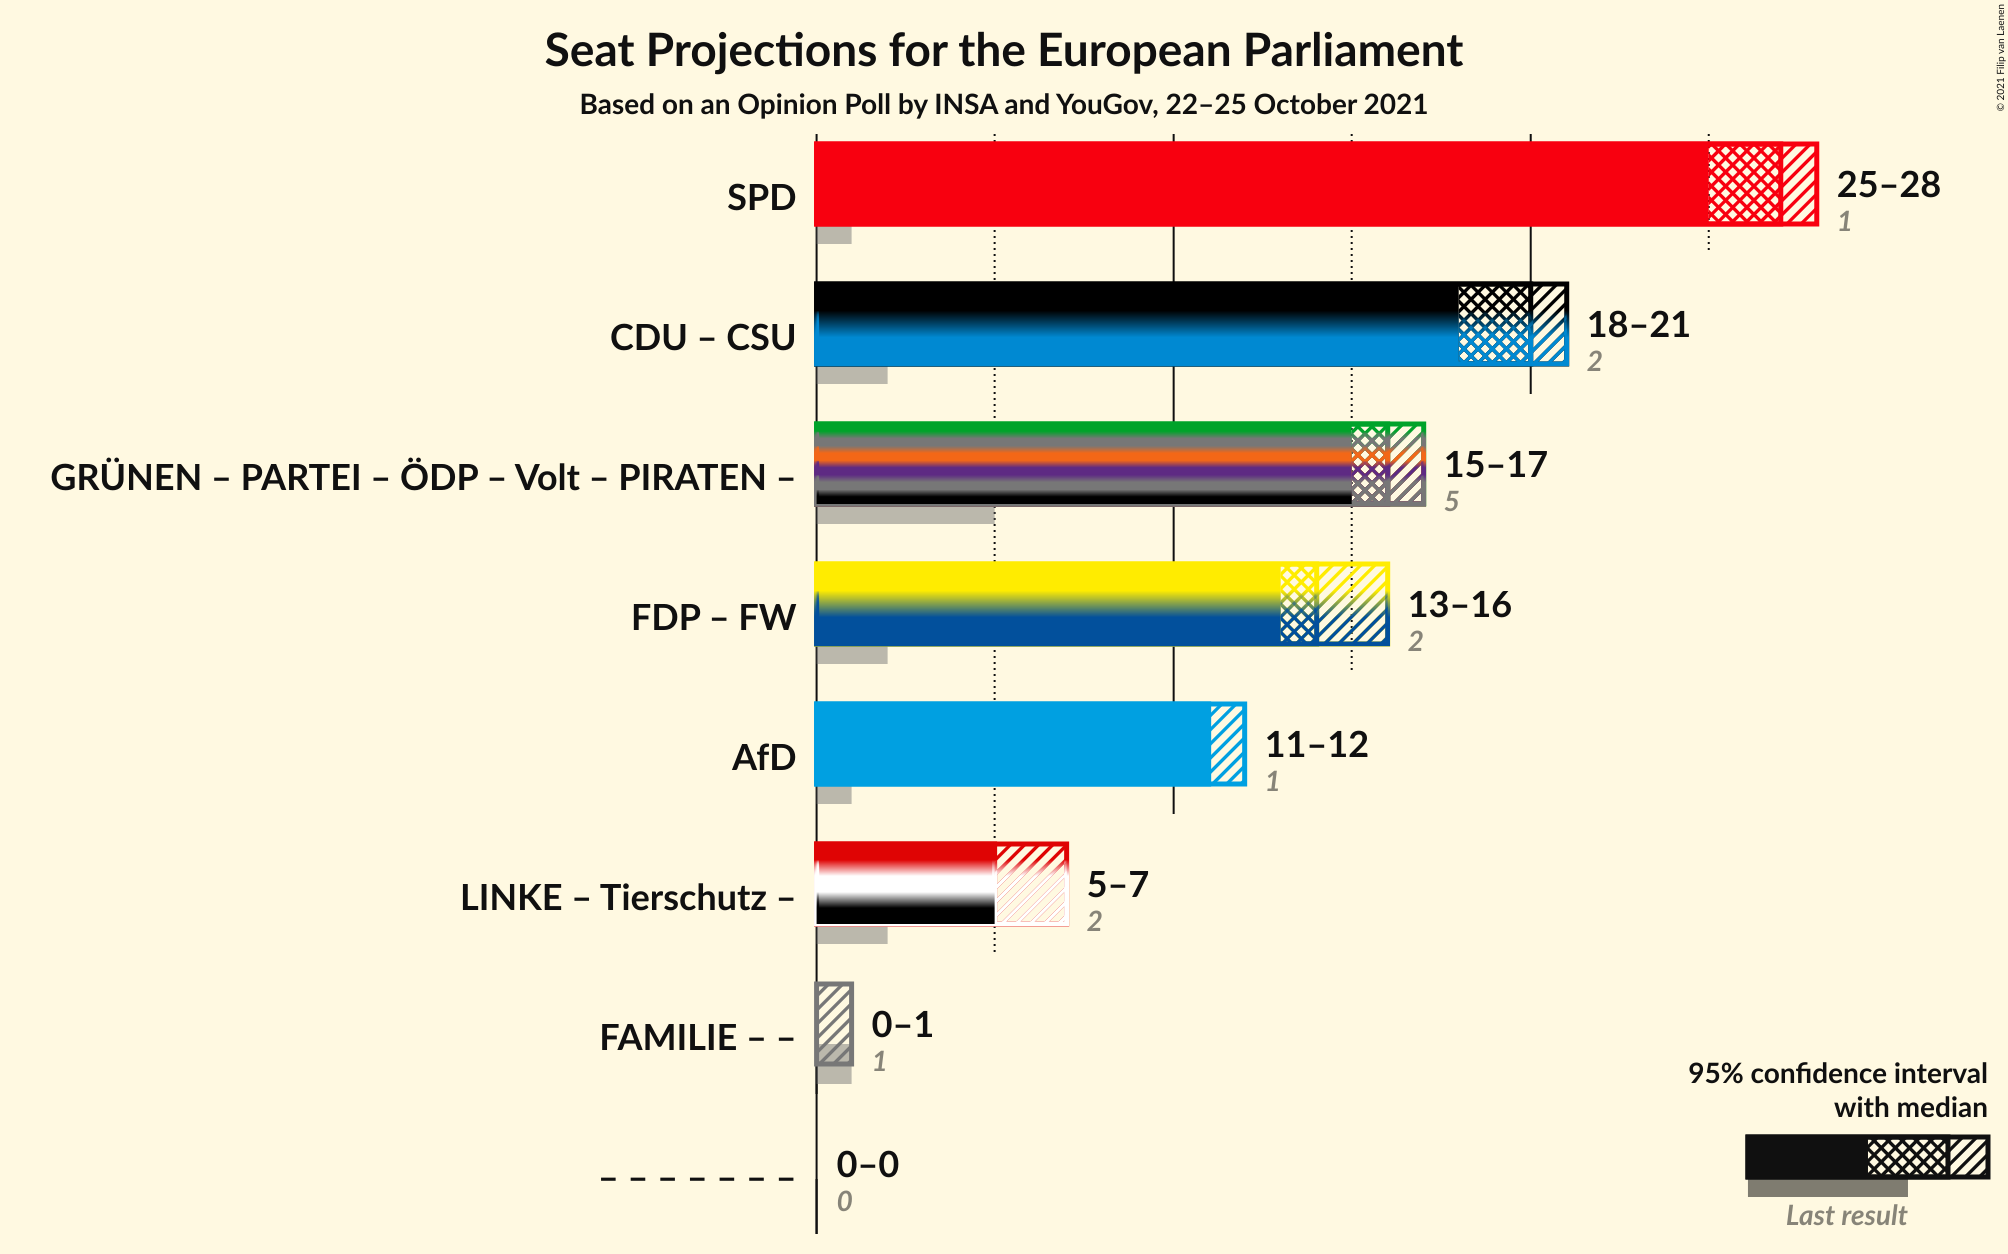 Seat Projections for the European Parliament
Based on an Opinion Poll by INSA and YouGov, 22–25 October 2021
© 2021 Filip van Laenen
SPD
25–28
1
CDU – CSU
18–21
2
GRÜNEN – PARTEI – ÖDP – Volt – PIRATEN –
15–17
5
FDP – FW
13–16
2
AfD
11–12
1
LINKE – Tierschutz –
5–7
2
FAMILIE – –
0–1
1
– – – – – – –
0–0
0
95% confidence interval
with median
Last result